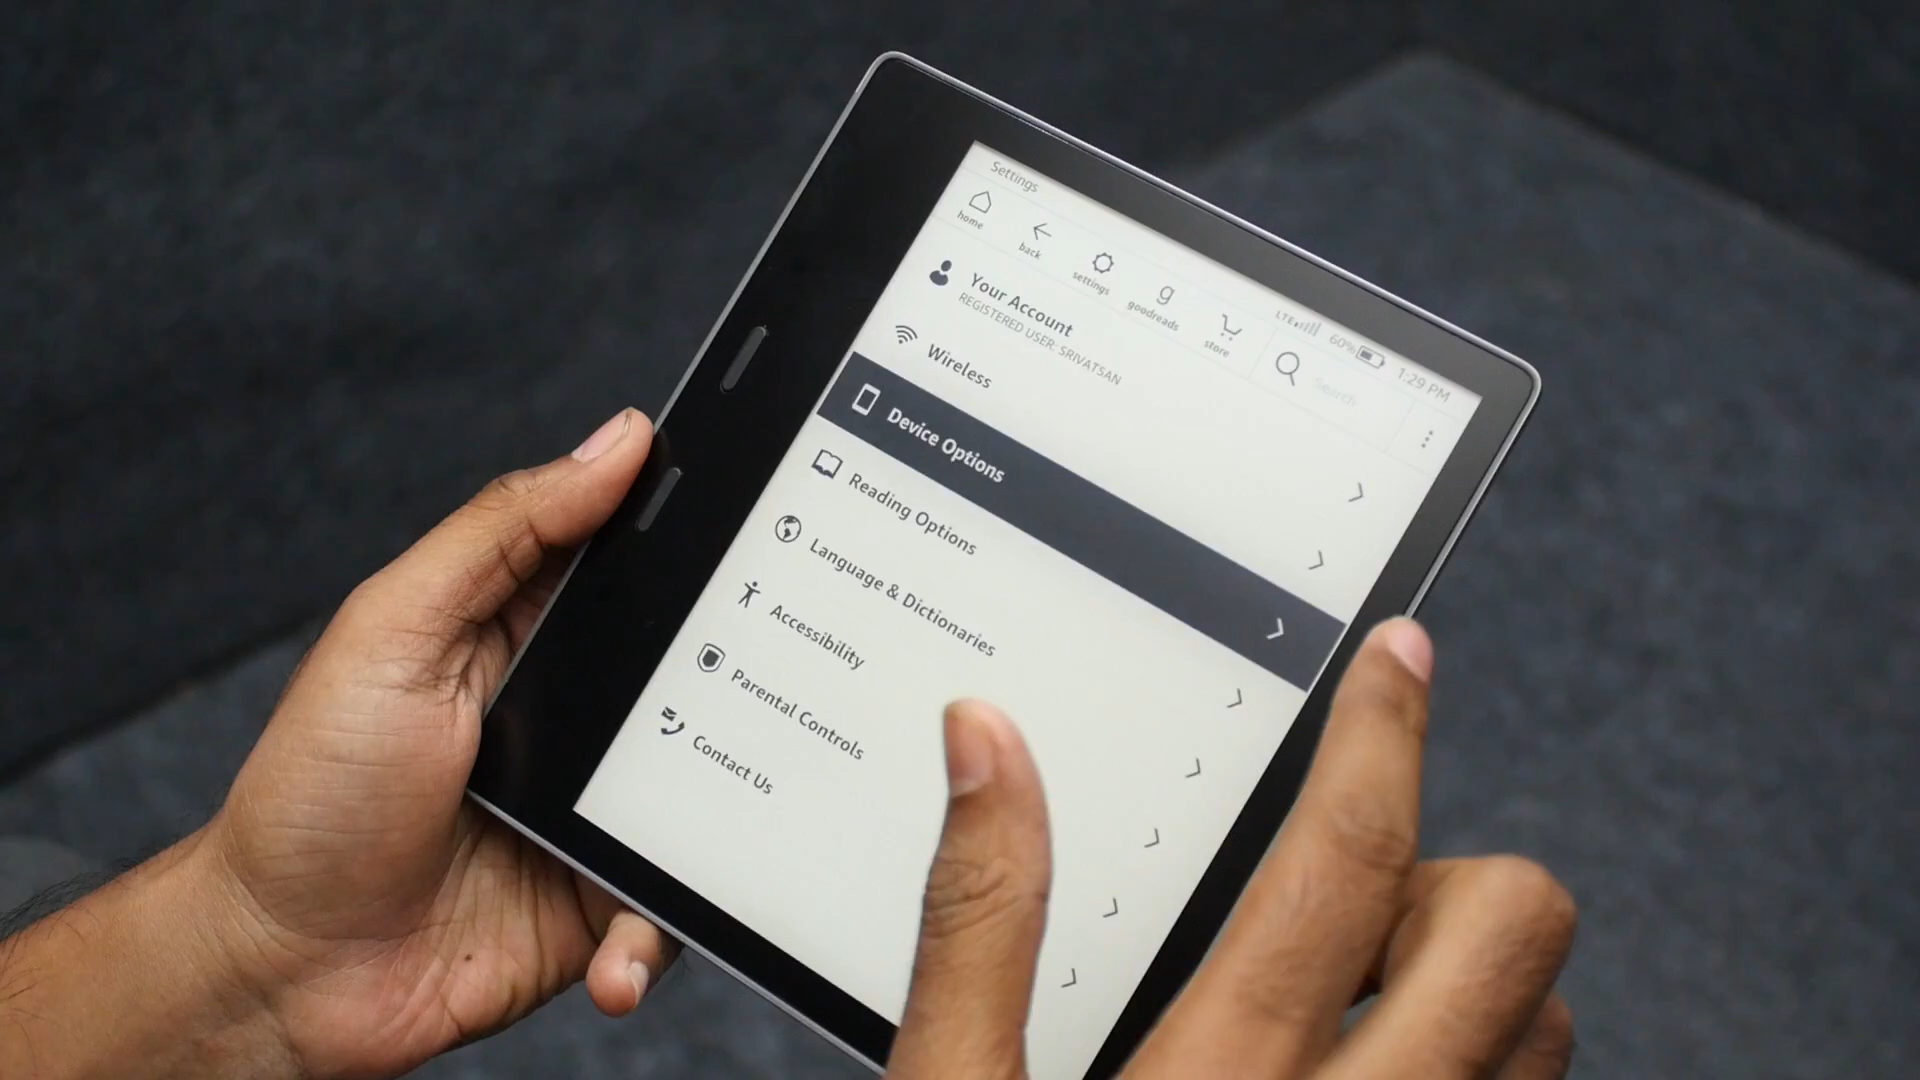 Settings
LTE 60% 1:29 PM
home
back
settings
g
goodreads
store
Search
Your Account
REGISTERED USER: SRIVATSAN
Wireless
Device Options
Reading Options
Language & Dictionaries
Accessibility
Parental Controls
Contact Us